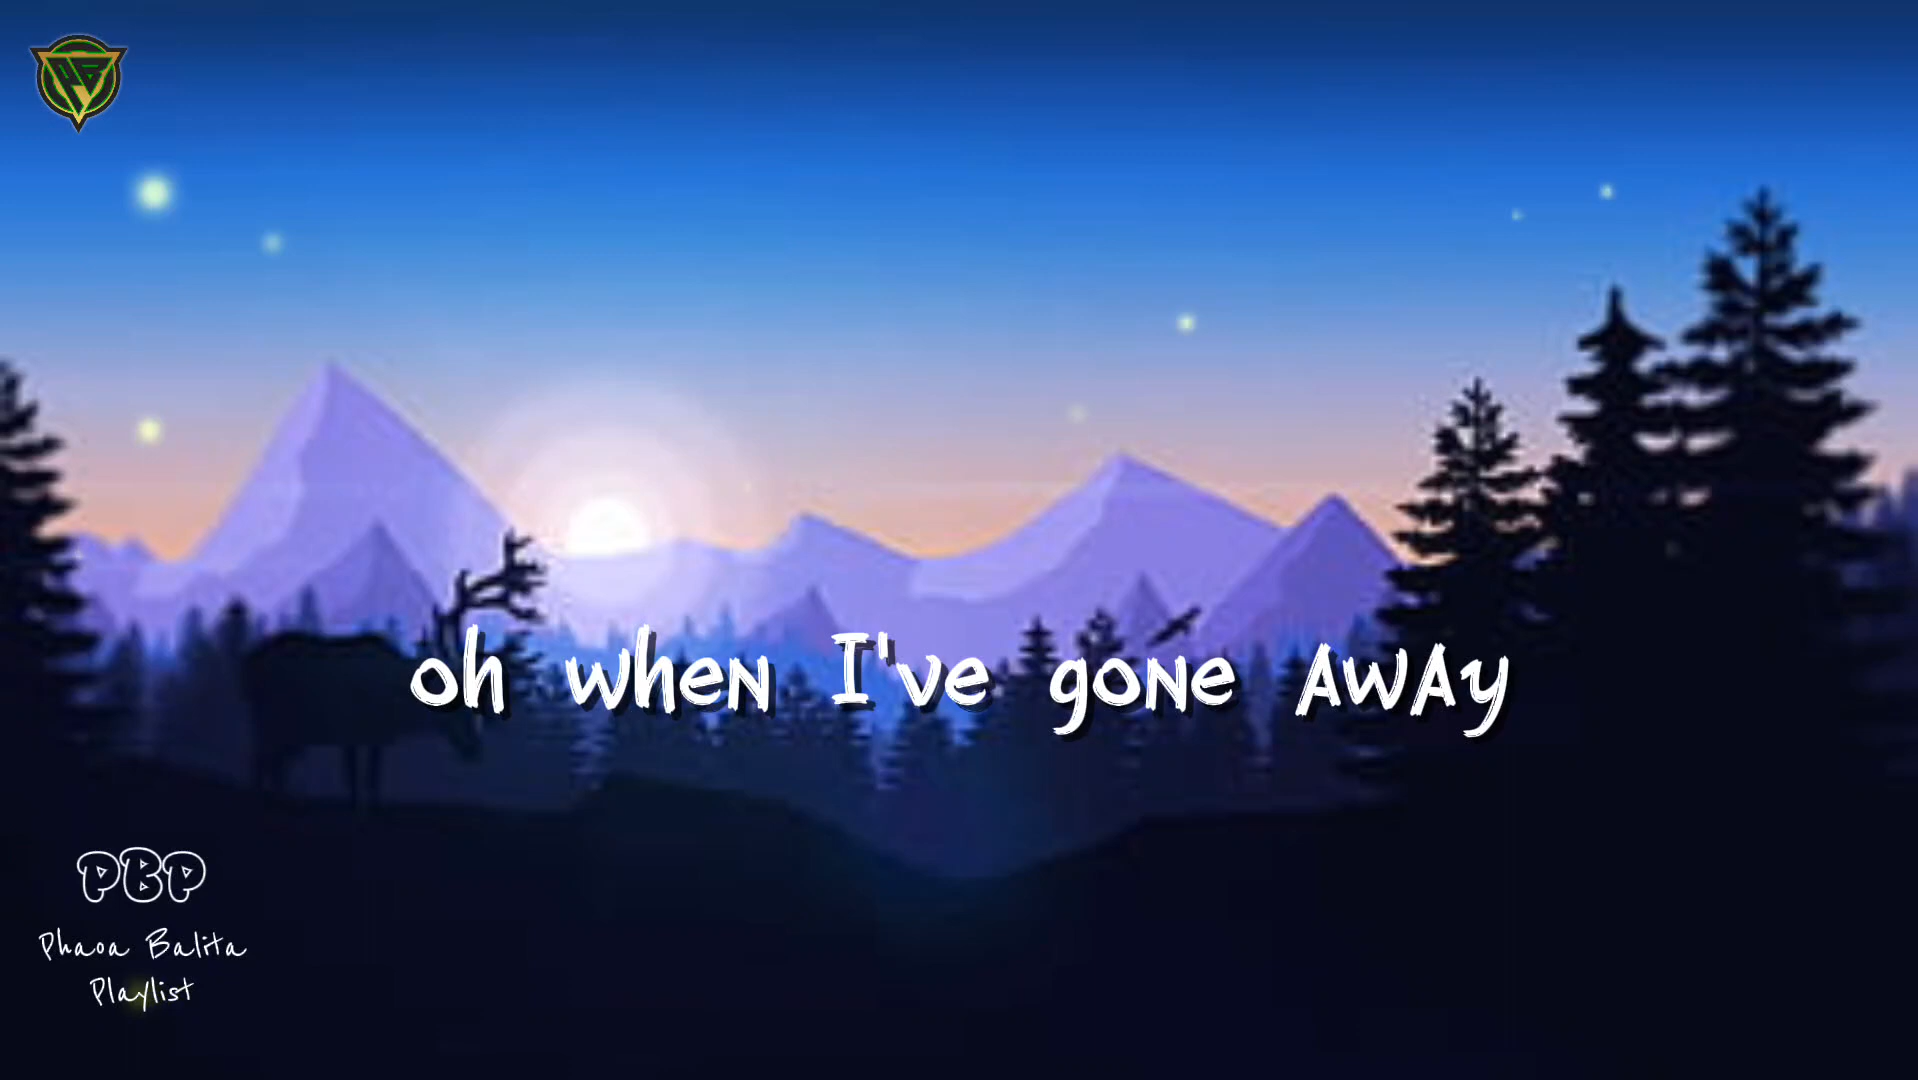 oh when I've gone away
PBP
Phaoa Balita
Playlist